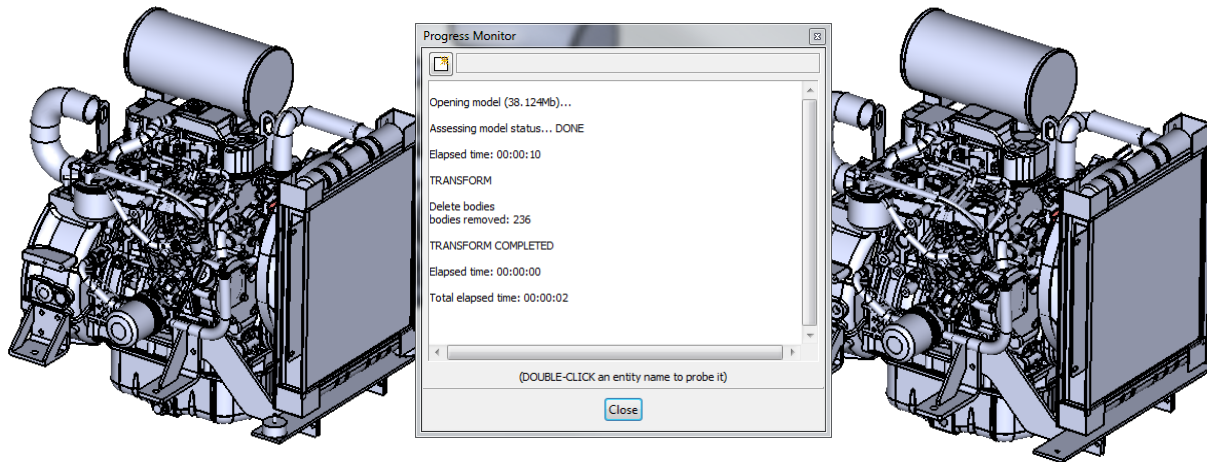 Progress Monitor
Opening model (38.124Mb)...
Assessing model status... DONE
Elapsed time: 00:00:10
TRANSFORM
Delete bodies
bodies removed: 236
TRANSFORM COMPLETED
Elapsed time: 00:00:00
Total elapsed time: 00:00:02
(DOUBLE-CLICK an entity name to probe it)
Close